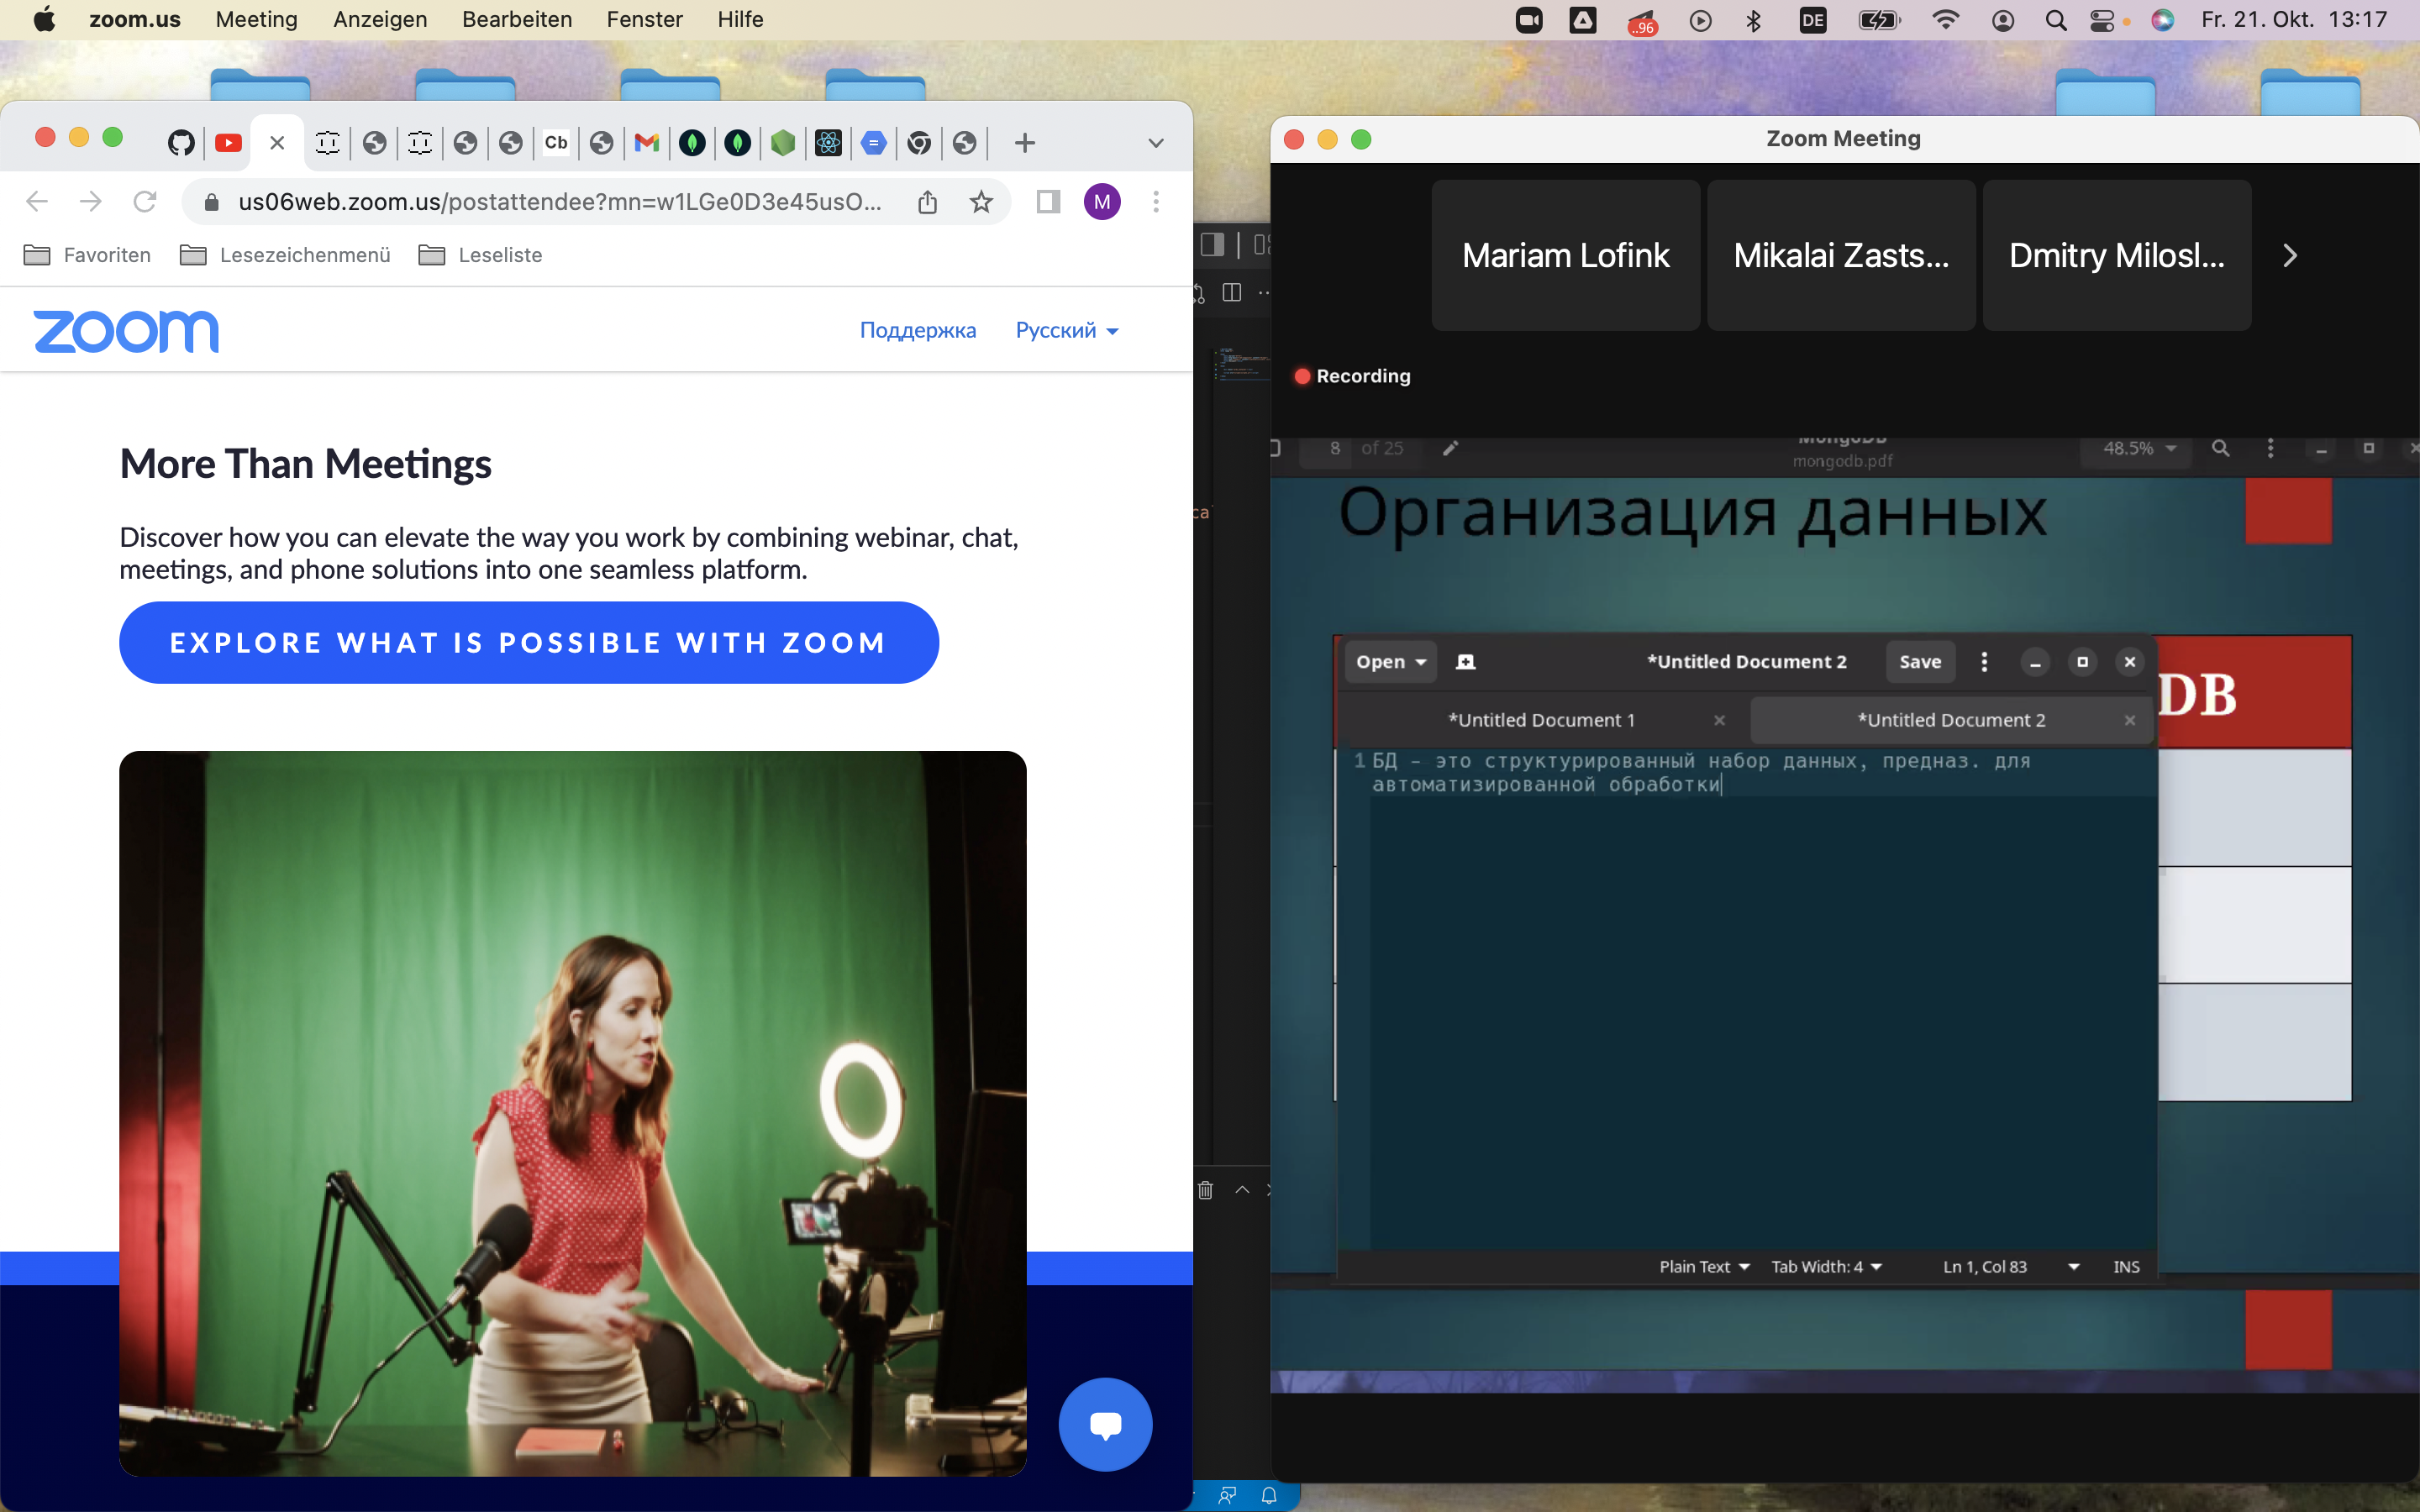 zoom.us Meeting Anzeigen Bearbeiten Fenster Hilfe
..96
DE
Fr. 21. Okt. 13:17
Cb
us06web.zoom.us/postattendee?mn=w1LGe0D3e45usO...
M
Favoriten Lesezeichenmenü Leseliste
zoom
Поддержка Русский
More Than Meetings
Discover how you can elevate the way you work by combining webinar, chat,
meetings, and phone solutions into one seamless platform.
EXPLORE WHAT IS POSSIBLE WITH ZOOM
Zoom Meeting
Mariam Lofink
Mikalai Zasts...
Dmitry Milosl...
Recording
8 of 25
MongoDB
mongodb.pdf
48.5%
Организация данных
DB
Open
*Untitled Document 2
Save
*Untitled Document 1
*Untitled Document 2
1 БД – это структурированный набор данных, предназ. для
автоматизированной обработки
Plain Text Tab Width: 4 Ln 1, Col 83 INS